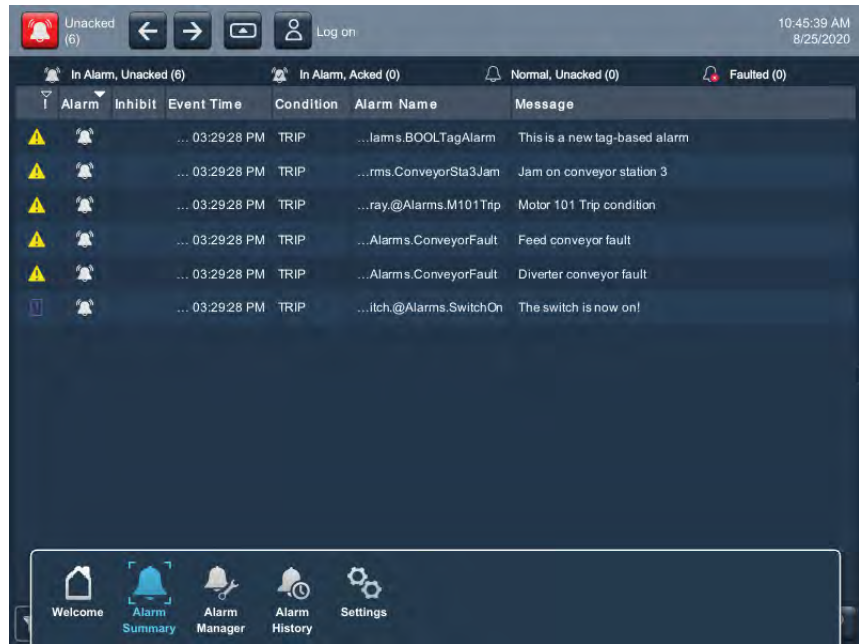 Unacked
(6)
Log on
10:45:39 AM
8/25/2020
In Alarm, Unacked (6) In Alarm, Acked (0) Normal, Unacked (0) Faulted (0)
! Alarm Inhibit Event Time Condition Alarm Name Message
... 03:29:28 PM TRIP ...larms.BOOLTagAlarm This is a new tag-based alarm
... 03:29:28 PM TRIP ...rms.ConveyorSta3Jam Jam on conveyor station 3
... 03:29:28 PM TRIP ...ray.@Alarms.M101Trip Motor 101 Trip condition
... 03:29:28 PM TRIP ...Alarms.ConveyorFault Feed conveyor fault
... 03:29:28 PM TRIP ...Alarms.ConveyorFault Diverter conveyor fault
... 03:29:28 PM TRIP ...itch.@Alarms.SwitchOn The switch is now on!
Welcome
Alarm
Summary
Alarm
Manager
Alarm
History
Settings